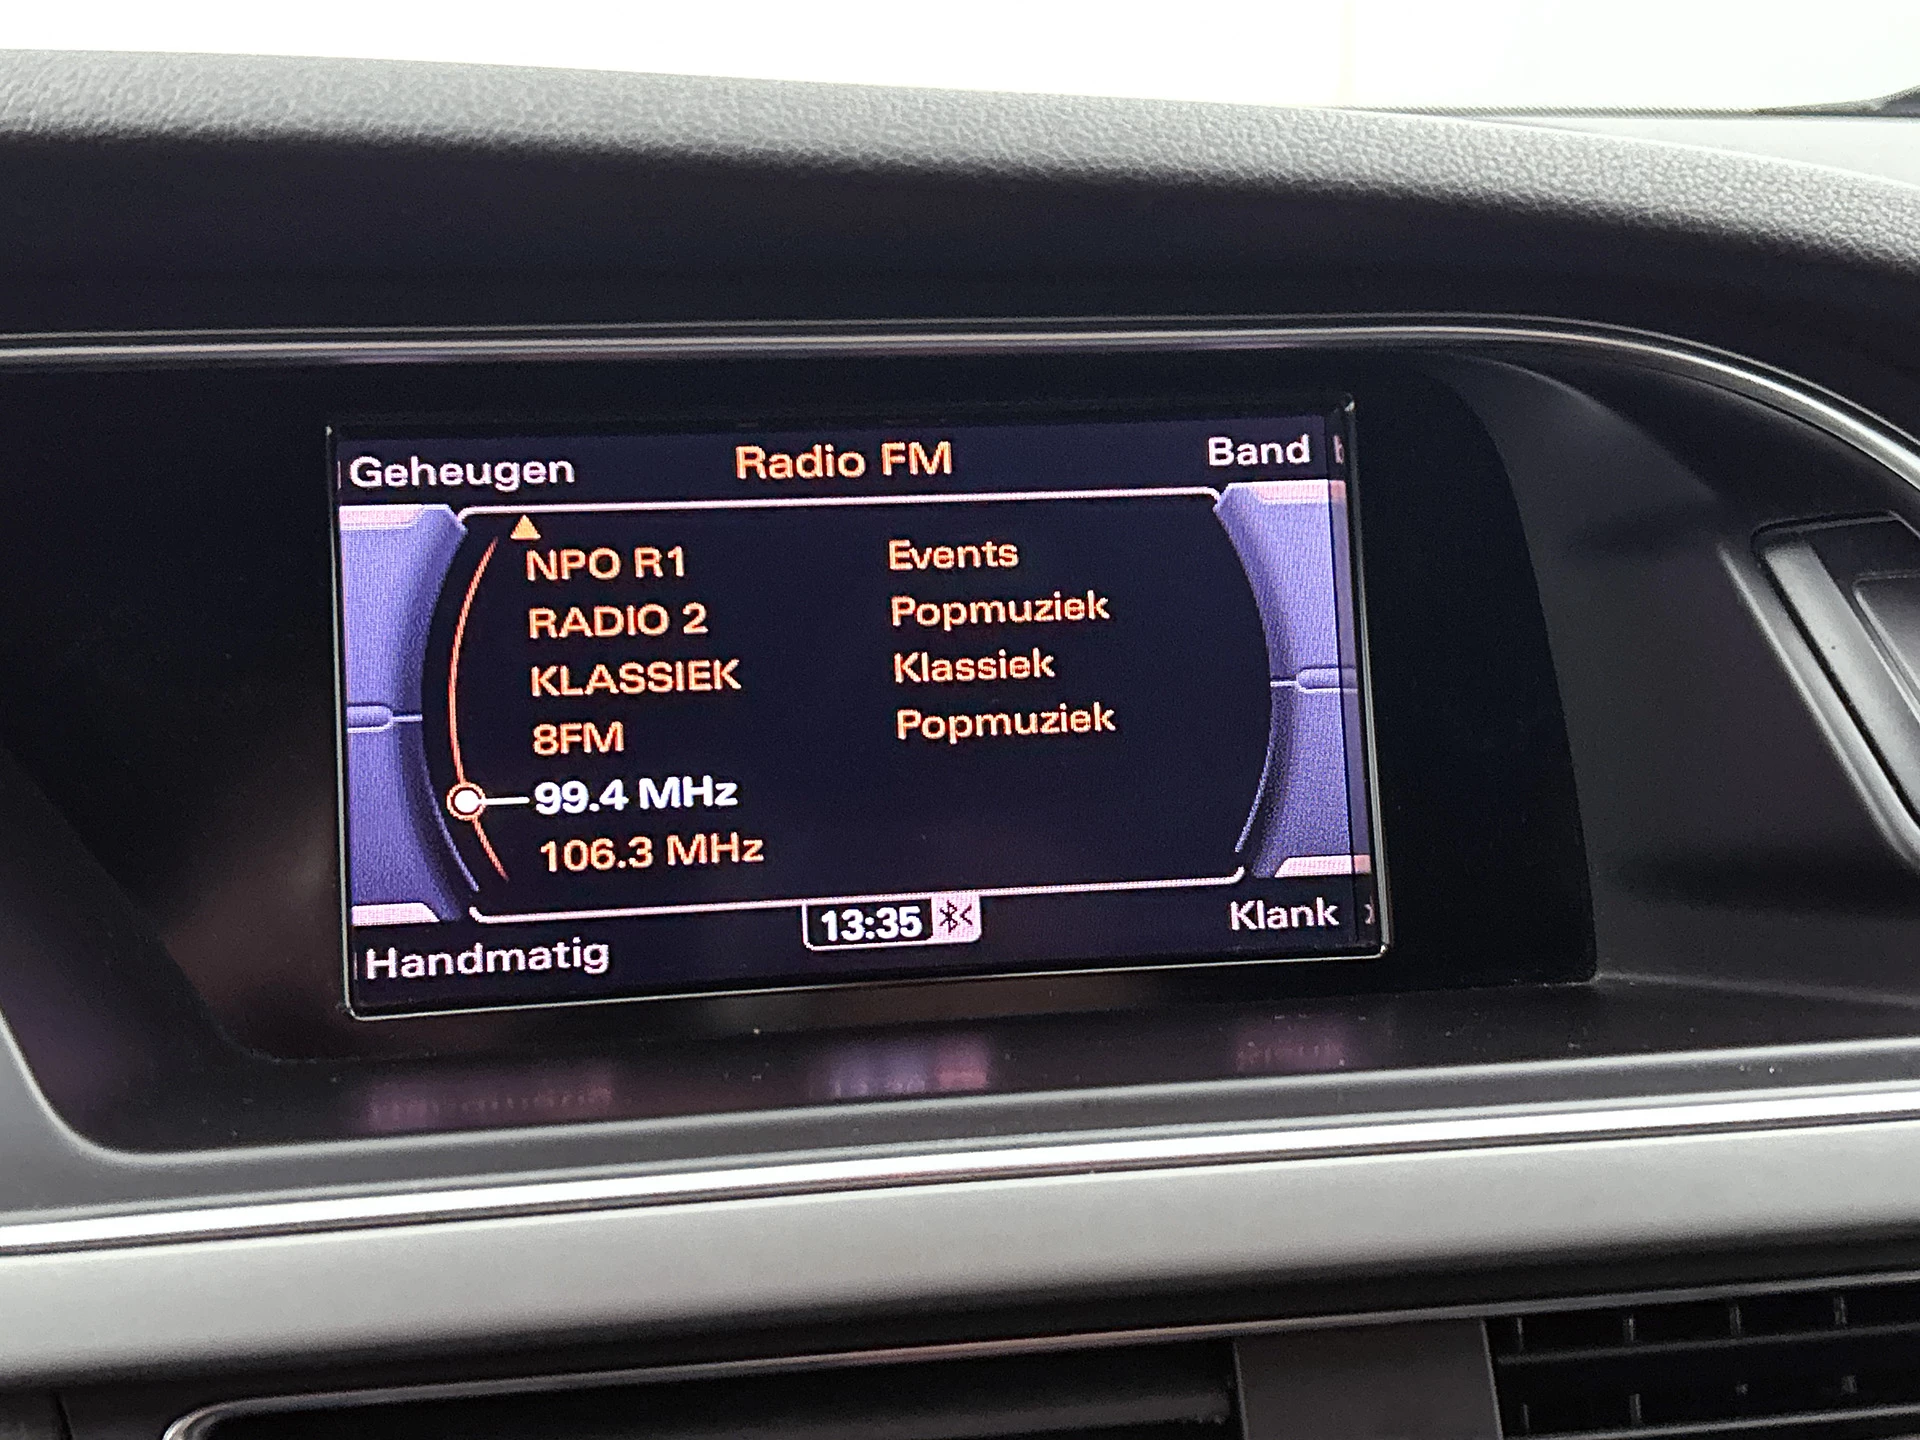 Geheugen Radio FM Band
NPO R1 Events
RADIO 2 Popmuziek
KLASSIEK Klassiek
8FM Popmuziek
99.4 MHz
106.3 MHz
13:35
Handmatig Klank